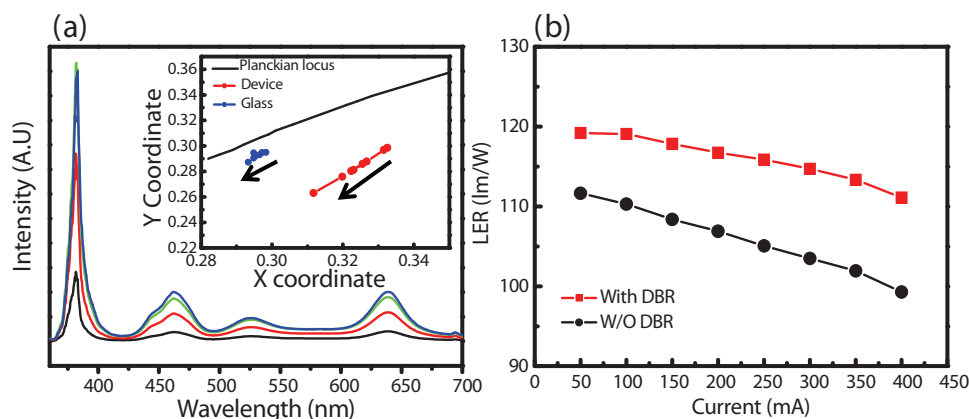 (a)
Intensity (A.U)
Wavelength (nm)
350 400 450 500 550 600 650 700
Y Coordinate
X coordinate
0.36
0.34
0.32
0.30
0.28
0.26
0.24
0.22
0.28 0.30 0.32 0.34
Planckian locus
Device
Glass
(b)
LER (lm/W)
130
120
110
100
90
With DBR
W/O DBR
0 50 100 150 200 250 300 350 400 450
Current (mA)